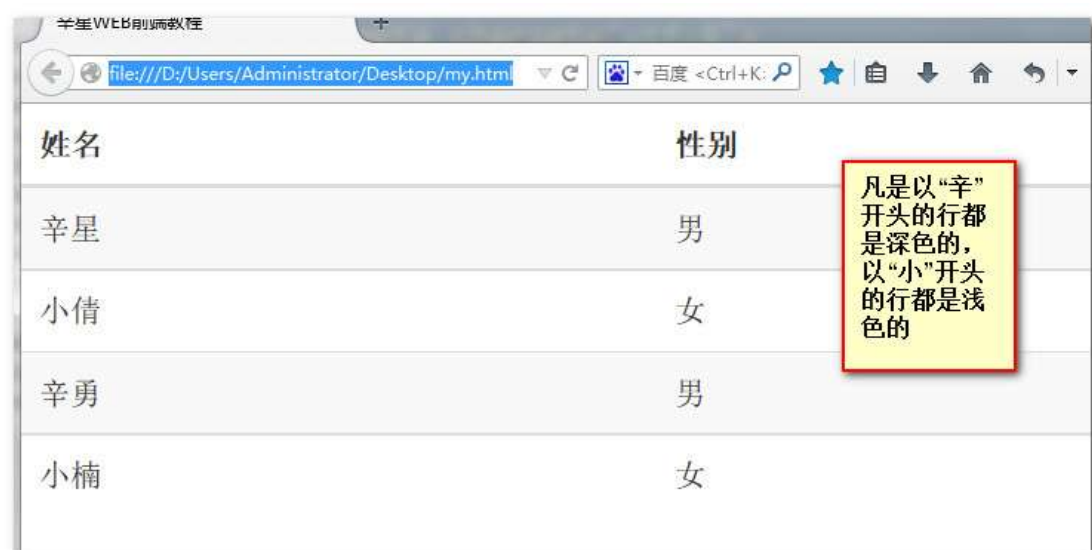 辛星WEB前端教程
+
file:///D:/Users/Administrator/Desktop/my.html
百度 <Ctrl+K:
姓名 性别
辛星 男
小倩 女
辛勇 男
小楠 女
凡是以“辛”
开头的行都
是深色的，
以“小”开头
的行都是浅
色的